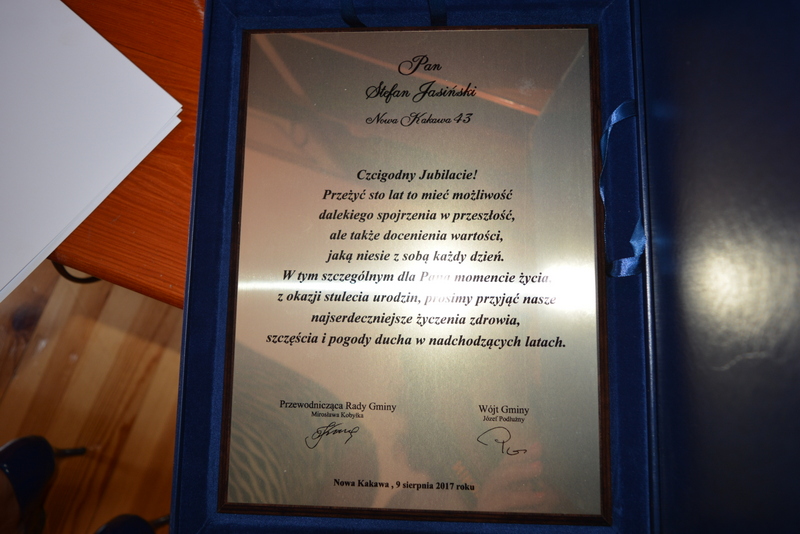 Pan
Stefan Jasiński
Nowa Kakawa 43
Czcigodny Jubilacie!
Przeżyć sto lat to mieć możliwość
dalekiego spojrzenia w przeszłość,
ale także docenienia wartości,
jaką niesie z sobą każdy dzień.
W tym szczególnym dla Pana momencie życia
z okazji stulecia urodzin, prosimy przyjąć nasze
najserdeczniejsze życzenia zdrowia,
szczęścia i pogody ducha w nadchodzących latach.
Przewodnicząca Rady Gminy
Mirosława Kobyłka
Wójt Gminy
Józef Podłużny
Nowa Kakawa , 9 sierpnia 2017 roku